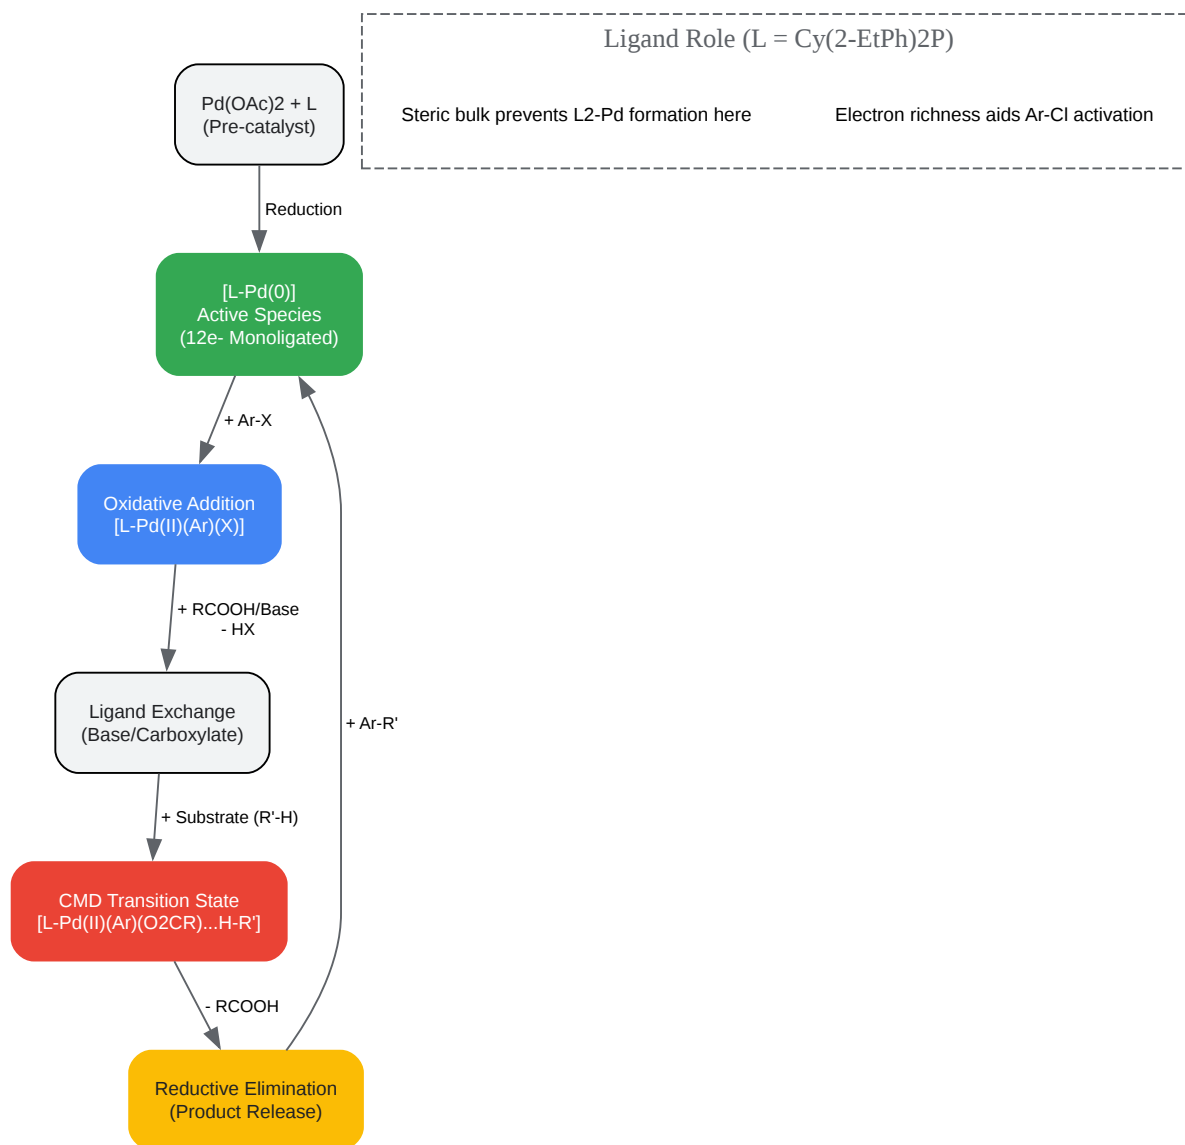 Ligand Role (L = Cy(2-EtPh)2P)
Steric bulk prevents L2-Pd formation here
Electron richness aids Ar-Cl activation
Pd(OAc)2 + L
(Pre-catalyst)
Reduction
[L-Pd(0)]
Active Species
(12e- Monoligated)
+ Ar-X
Oxidative Addition
[L-Pd(II)(Ar)(X)]
+ RCOOH/Base
- HX
Ligand Exchange
(Base/Carboxylate)
+ Ar-R'
+ Substrate (R'-H)
CMD Transition State
[L-Pd(II)(Ar)(O2CR)...H-R']
- RCOOH
Reductive Elimination
(Product Release)